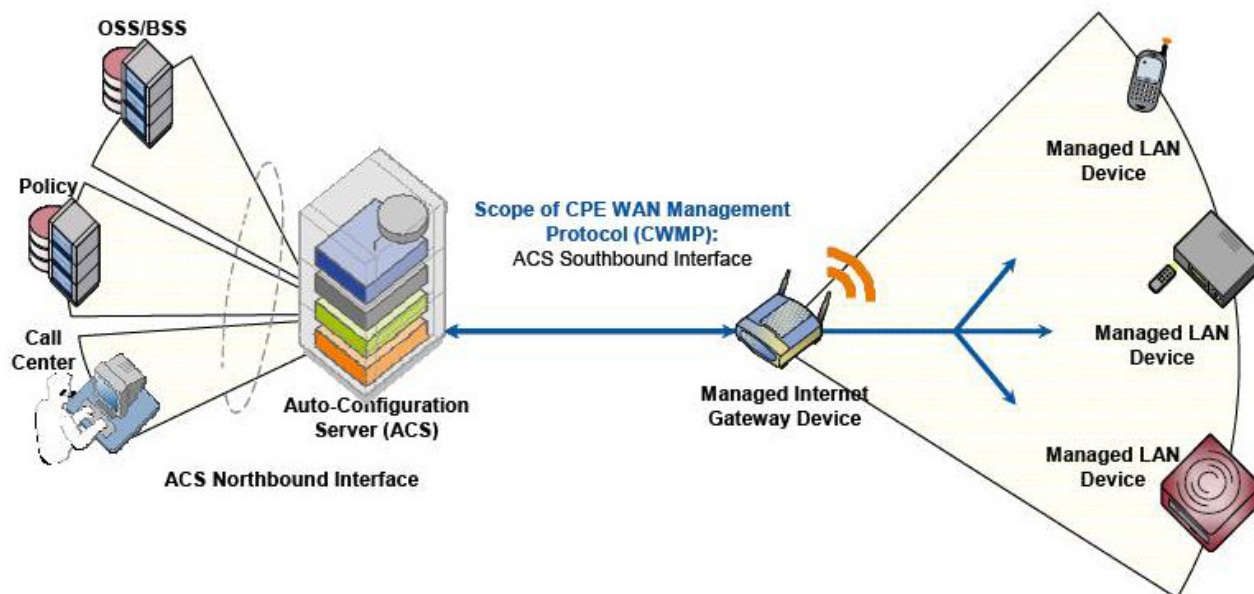 OSS/BSS
Policy
Call
Center
Auto-Configuration
Server (ACS)
ACS Northbound Interface
Scope of CPE WAN Management
Protocol (CWMP):
ACS Southbound Interface
Managed Internet
Gateway Device
Managed LAN
Device
Managed LAN
Device
Managed LAN
Device